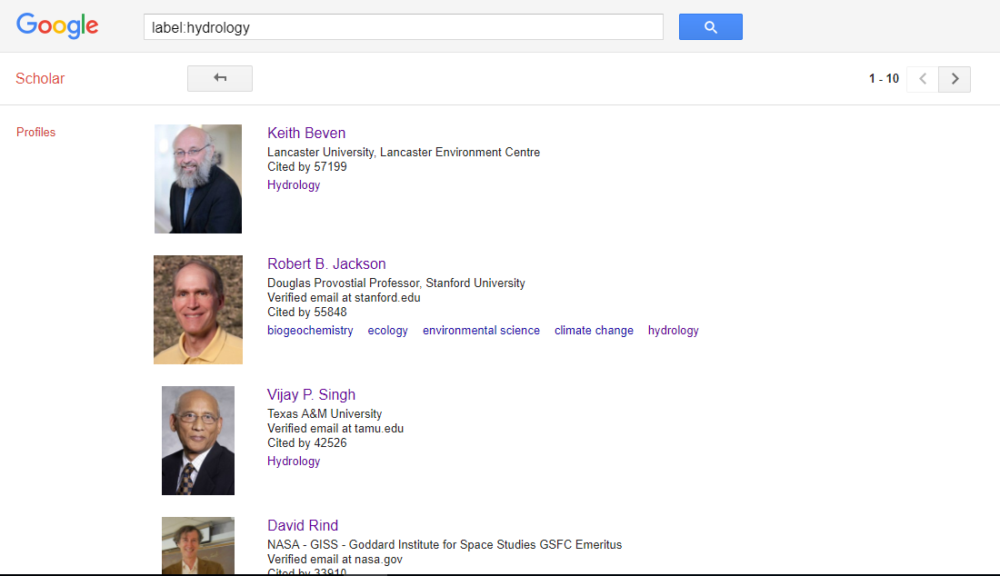 Google
label:hydrology
Scholar
1 - 10
Profiles
Keith Beven
Lancaster University, Lancaster Environment Centre
Cited by 57199
Hydrology
Robert B. Jackson
Douglas Provostial Professor, Stanford University
Verified email at stanford.edu
Cited by 55848
biogeochemistry ecology environmental science climate change hydrology
Vijay P. Singh
Texas A&M University
Verified email at tamu.edu
Cited by 42526
Hydrology
David Rind
NASA - GISS - Goddard Institute for Space Studies GSFC Emeritus
Verified email at nasa.gov
Cited by 33910